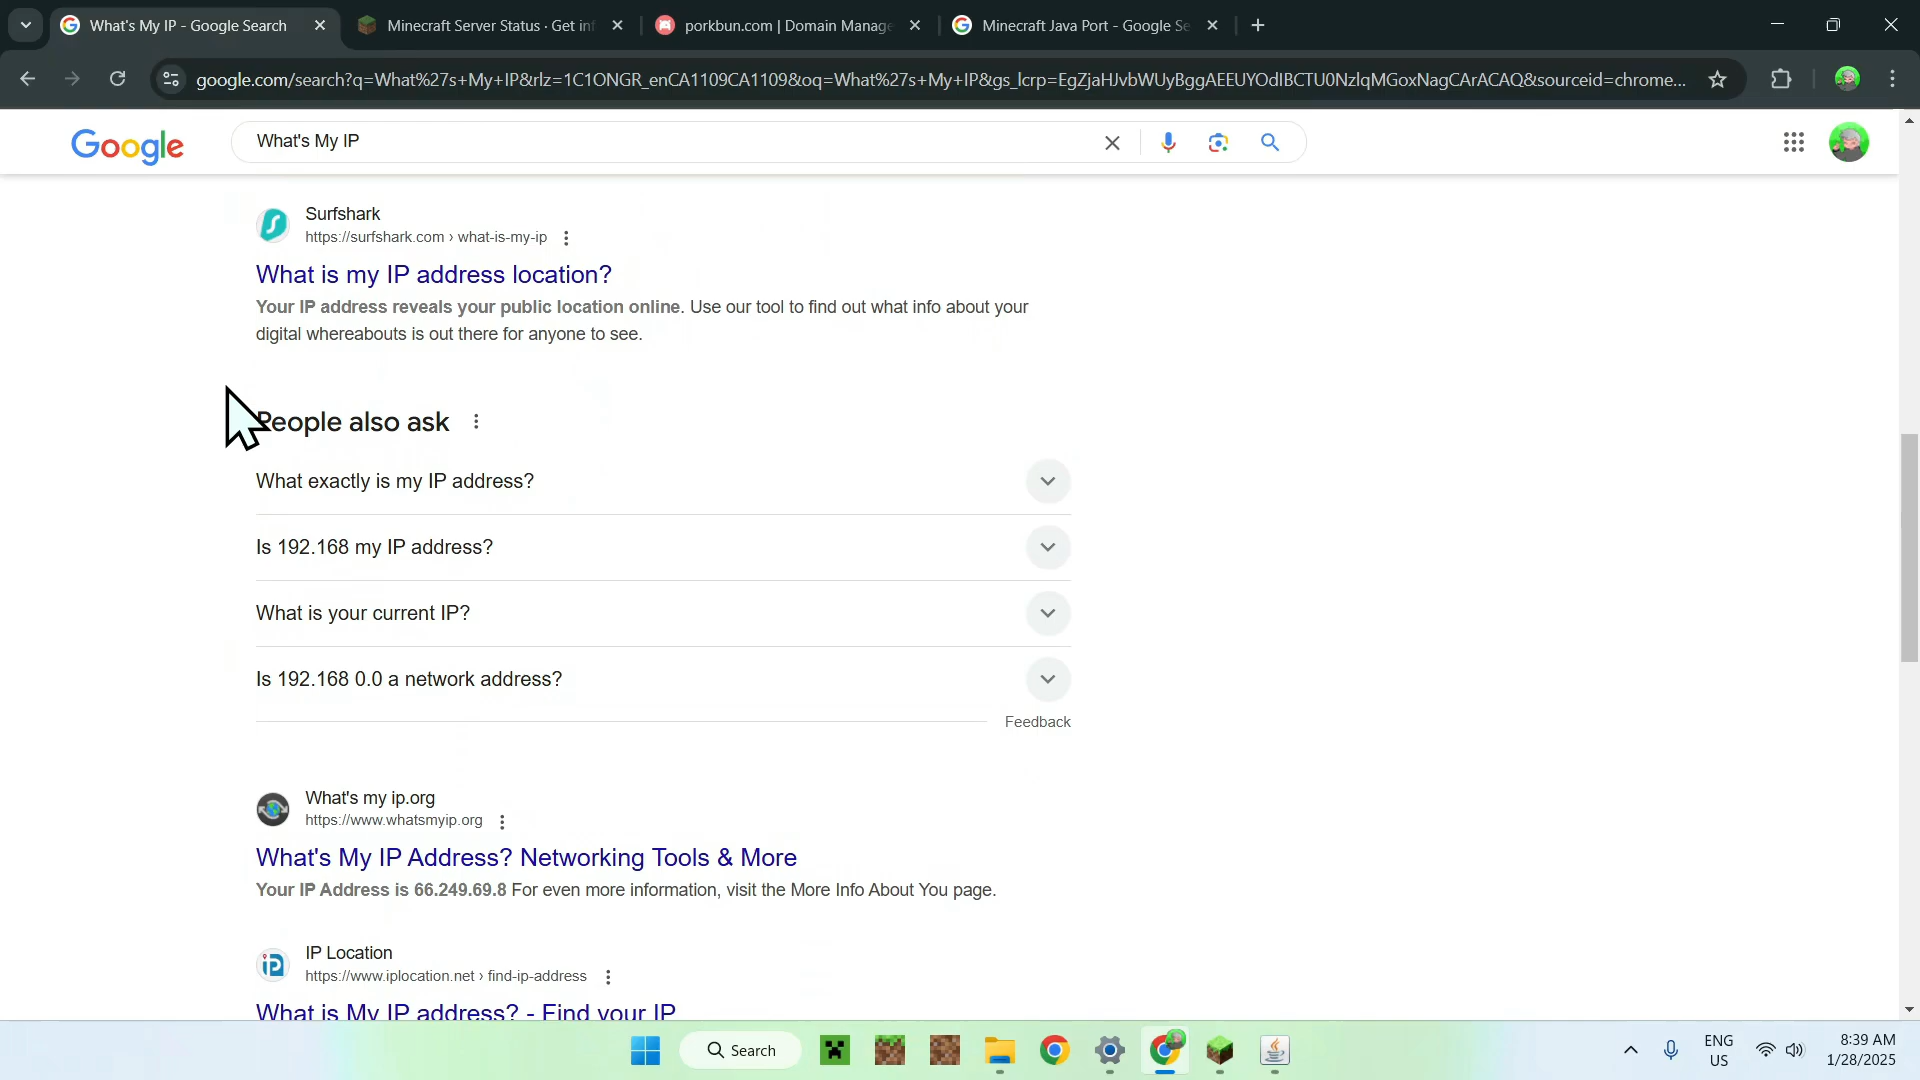 What's My IP - Google Search
Minecraft Server Status · Get inf
porkbun.com | Domain Manage
Minecraft Java Port - Google Se
google.com/search?q=What%27s+My+IP&rlz=1C1ONGR_enCA1109CA1109&oq=What%27s+My+IP&gs_lcrp=EgZjaHJvbWUyBggAEEUYOdIBCTU0NzlqMGoxNagCArACAQ&sourceid=chrome...
Google
What's My IP
Surfshark
https://surfshark.com › what-is-my-ip
What is my IP address location?
Your IP address reveals your public location online. Use our tool to find out what info about your
digital whereabouts is out there for anyone to see.
People also ask
What exactly is my IP address?
Is 192.168 my IP address?
What is your current IP?
Is 192.168 0.0 a network address?
Feedback
What's my ip.org
https://www.whatsmyip.org
What's My IP Address? Networking Tools & More
Your IP Address is 66.249.69.8 For even more information, visit the More Info About You page.
IP Location
https://www.iplocation.net › find-ip-address
What is My IP address? - Find your IP
Search
ENG
US
8:39 AM
1/28/2025